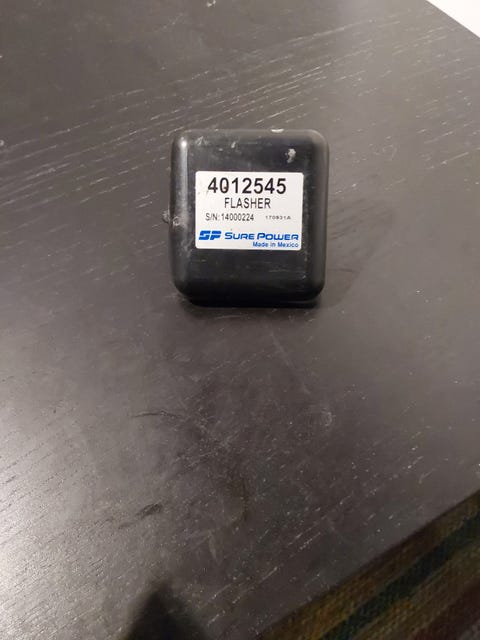 4012545
FLASHER
S/N:14000224 170931A
SP SURE POWER
Made in Mexico